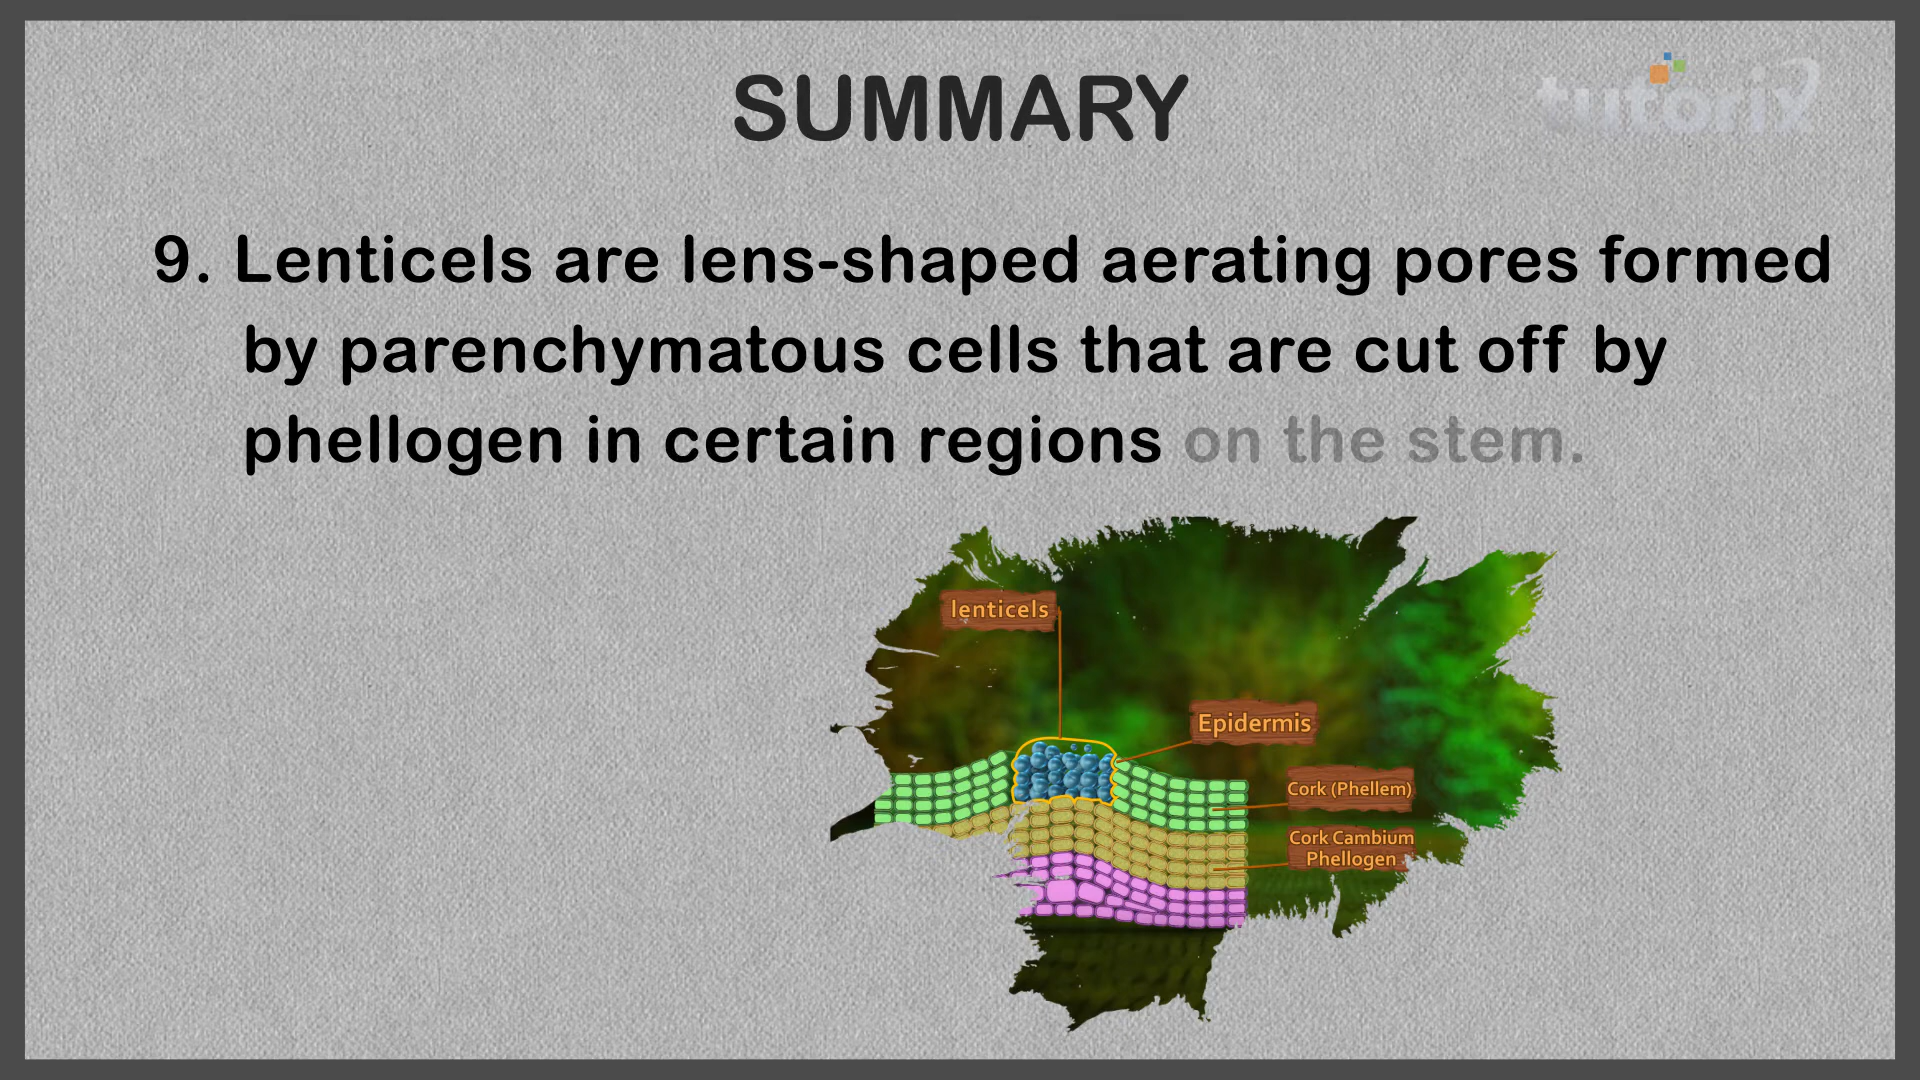 SUMMARY
tutorix
9. Lenticels are lens-shaped aerating pores formed
by parenchymatous cells that are cut off by
phellogen in certain regions on the stem.
lenticels
Epidermis
Cork (Phellem)
Cork Cambium
Phellogen